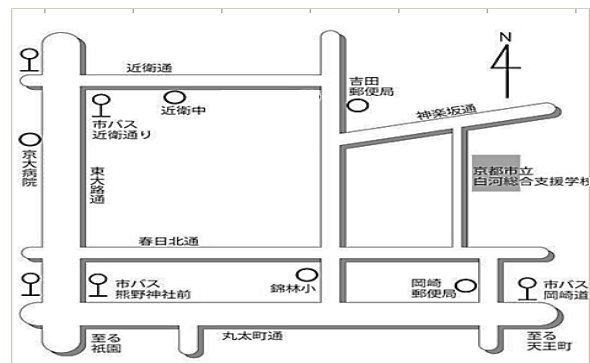 N
近衛通
吉田
郵便局
市バス
近衛通り
近衛中
神楽坂通
京大病院
東大路通
京都市立
白河総合支援学校
春日北通
市バス
熊野神社前
錦林小
岡崎
郵便局
市バス
岡崎道
至る
祇園
丸太町通
至る
天王町